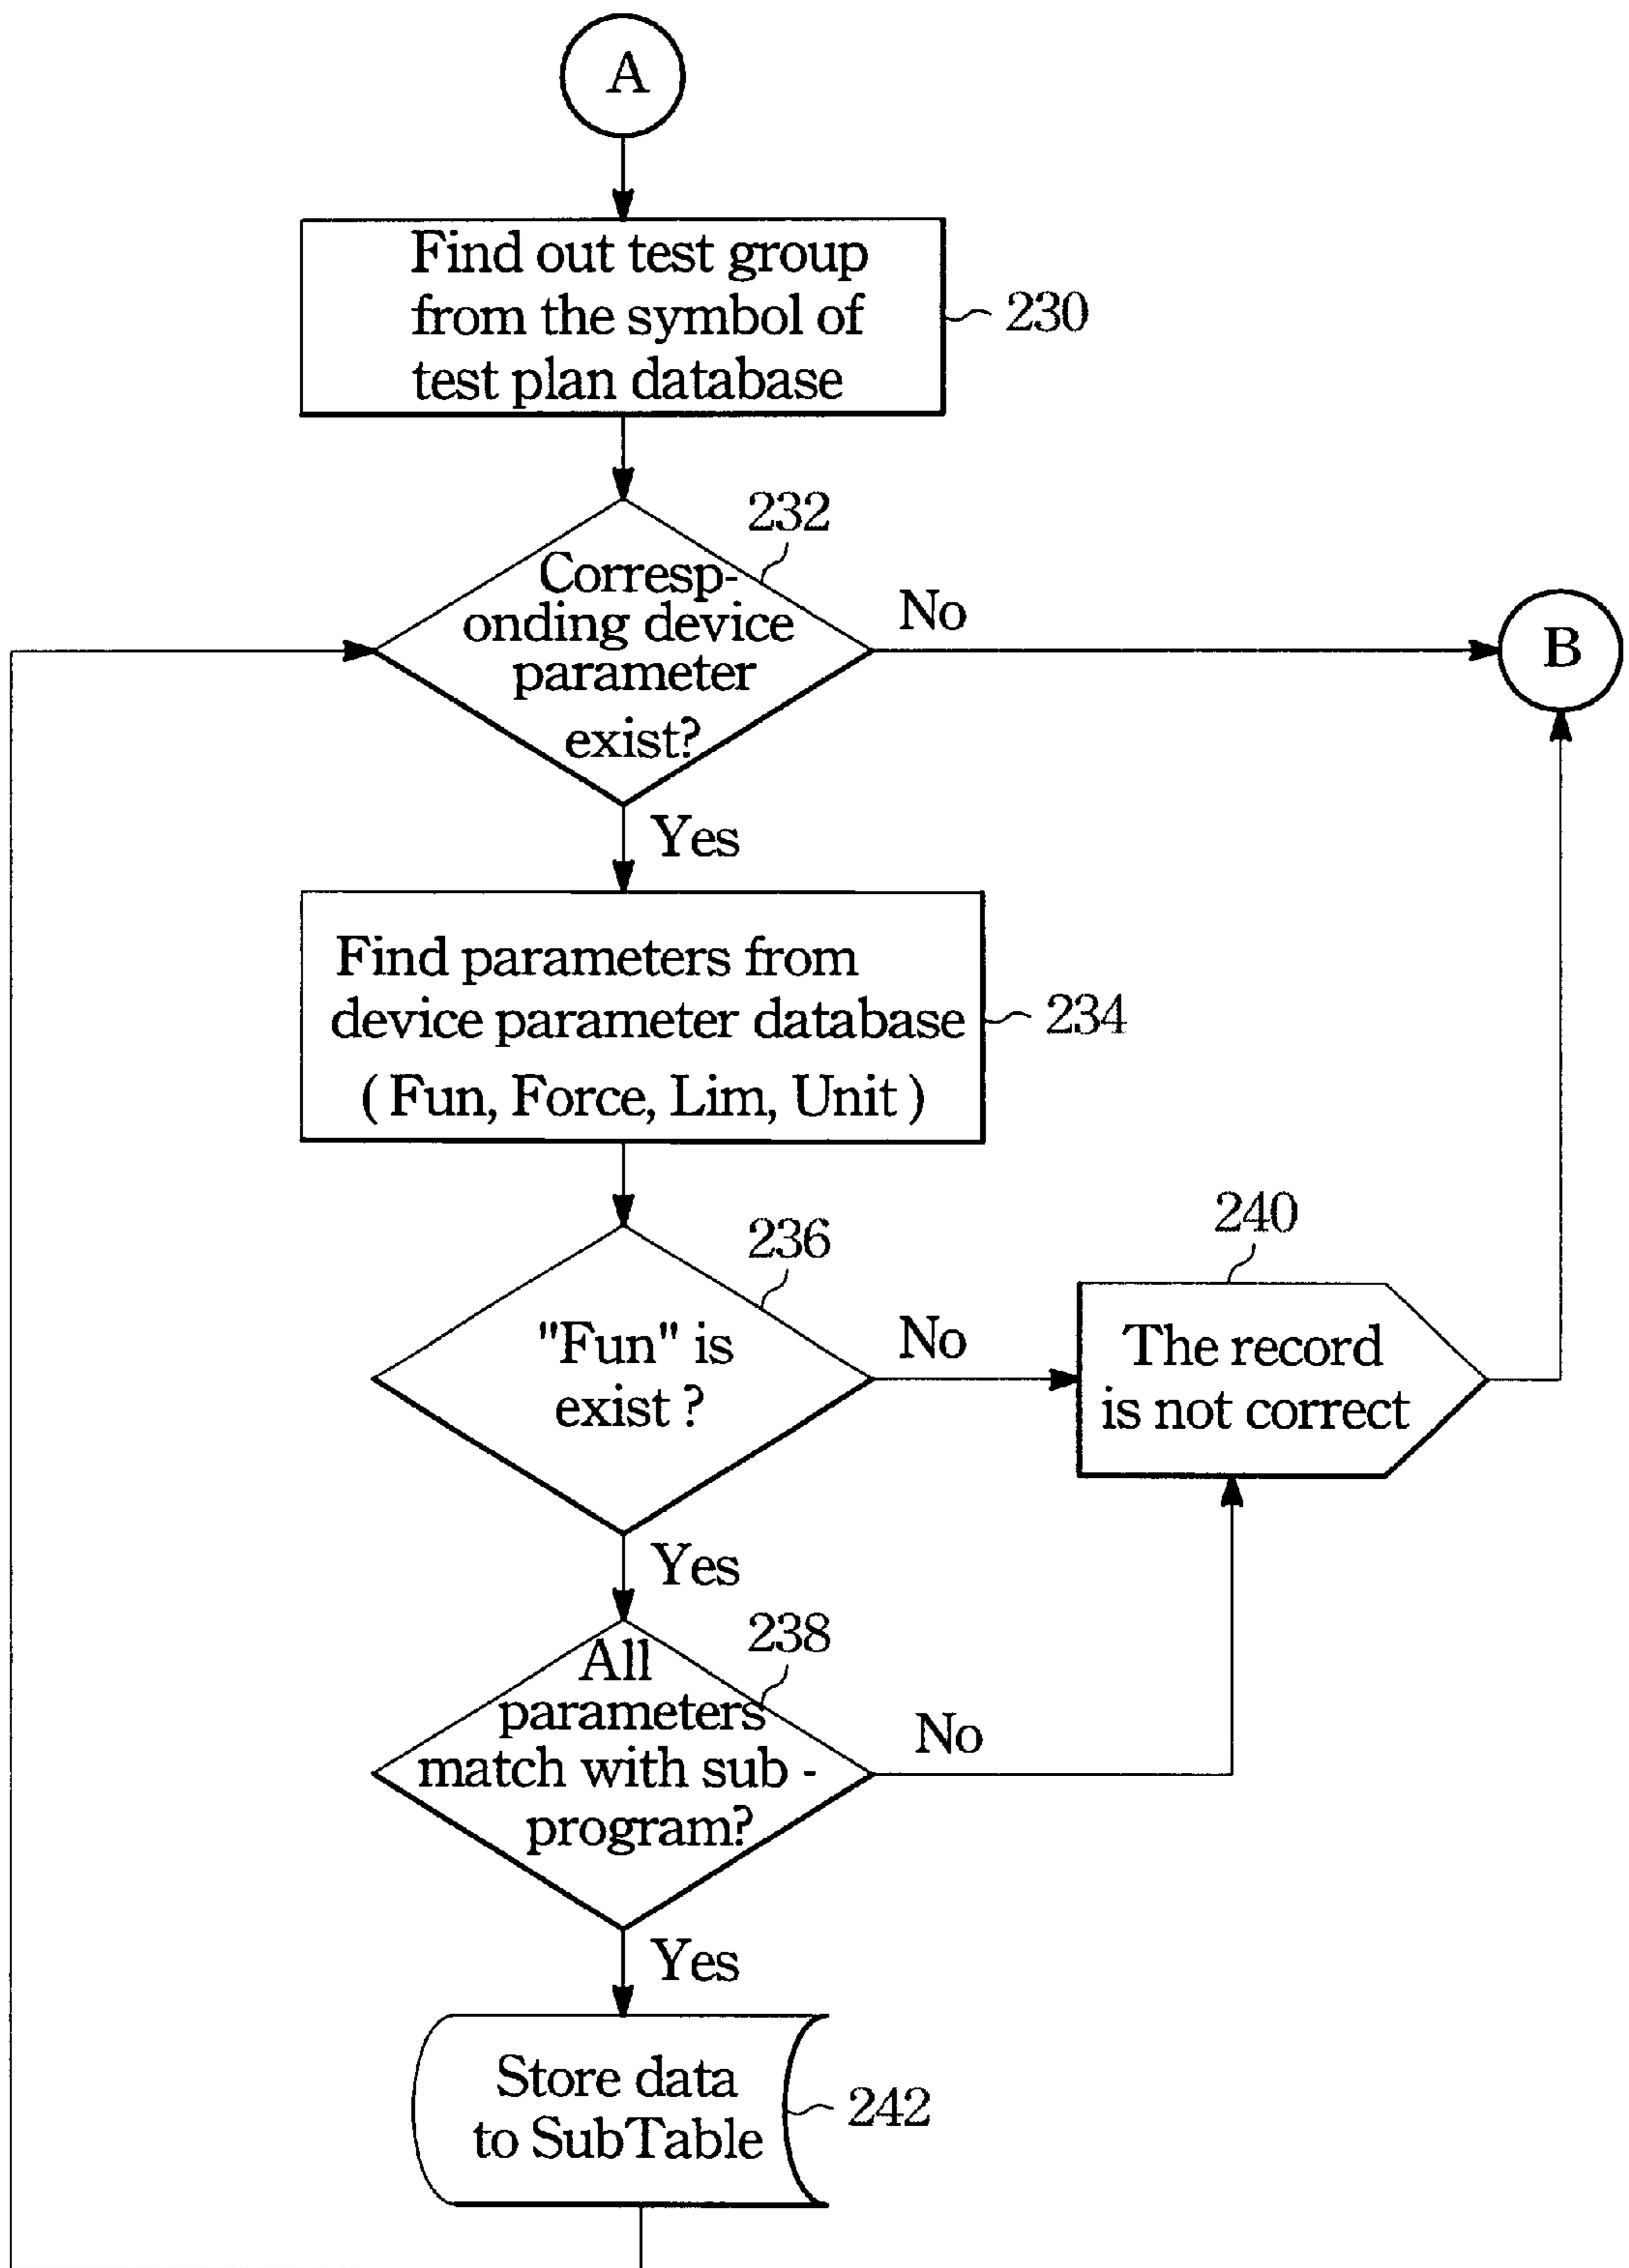 A
Find out test group
from the symbol of
test plan database
230
232
Corresp-
onding device
parameter
exist?
No
B
Yes
Find parameters from
device parameter database
( Fun, Force, Lim, Unit )
234
236
"Fun" is
exist ?
No
240
The record
is not correct
Yes
238
All
parameters
match with sub -
program?
No
Yes
Store data
to SubTable
242